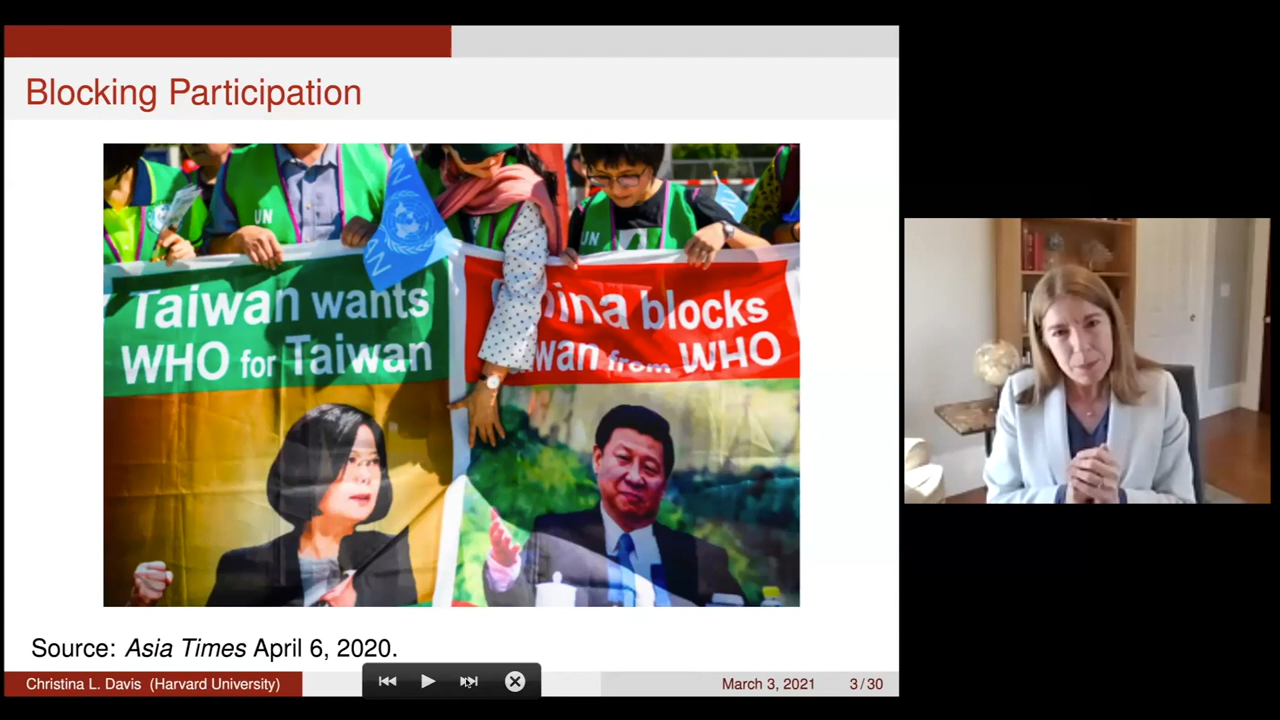 Blocking Participation
UN
UN
UN
Taiwan wants
WHO for Taiwan
ina blocks
wan from WHO
Source: Asia Times April 6, 2020.
Christina L. Davis (Harvard University)
March 3, 2021
3 / 30